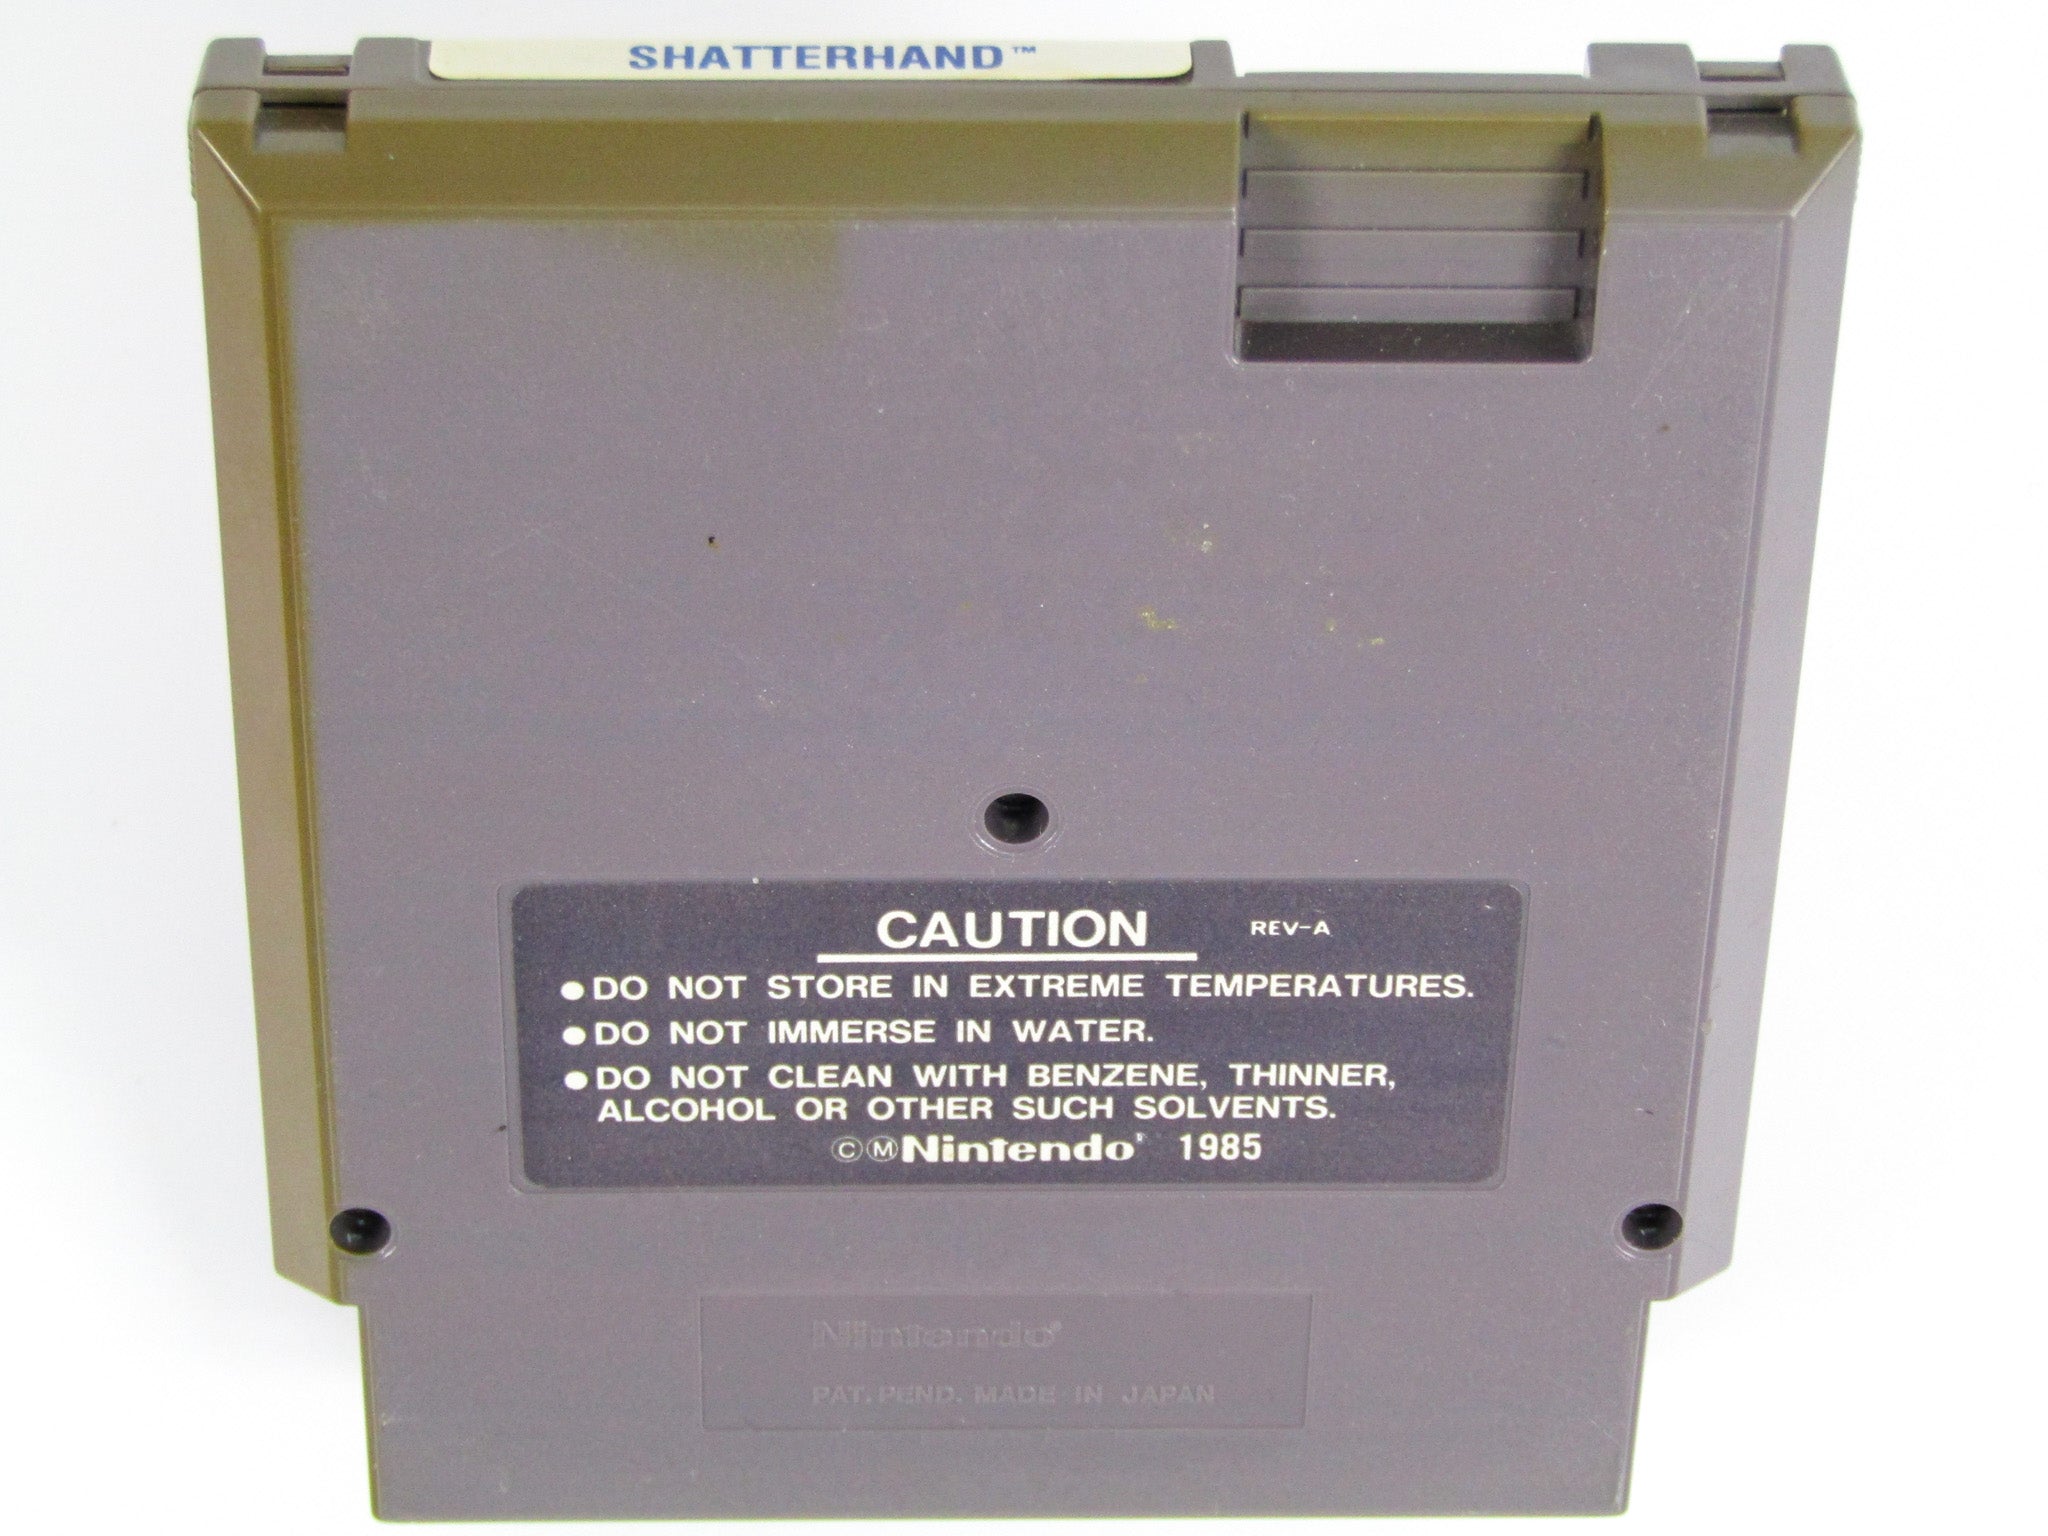 SHATTERHAND™
CAUTION REV-A
●DO NOT STORE IN EXTREME TEMPERATURES.
●DO NOT IMMERSE IN WATER.
●DO NOT CLEAN WITH BENZENE, THINNER,
ALCOHOL OR OTHER SUCH SOLVENTS.
©ⓂNintendo® 1985
Nintendo®
PAT. PEND. MADE IN JAPAN